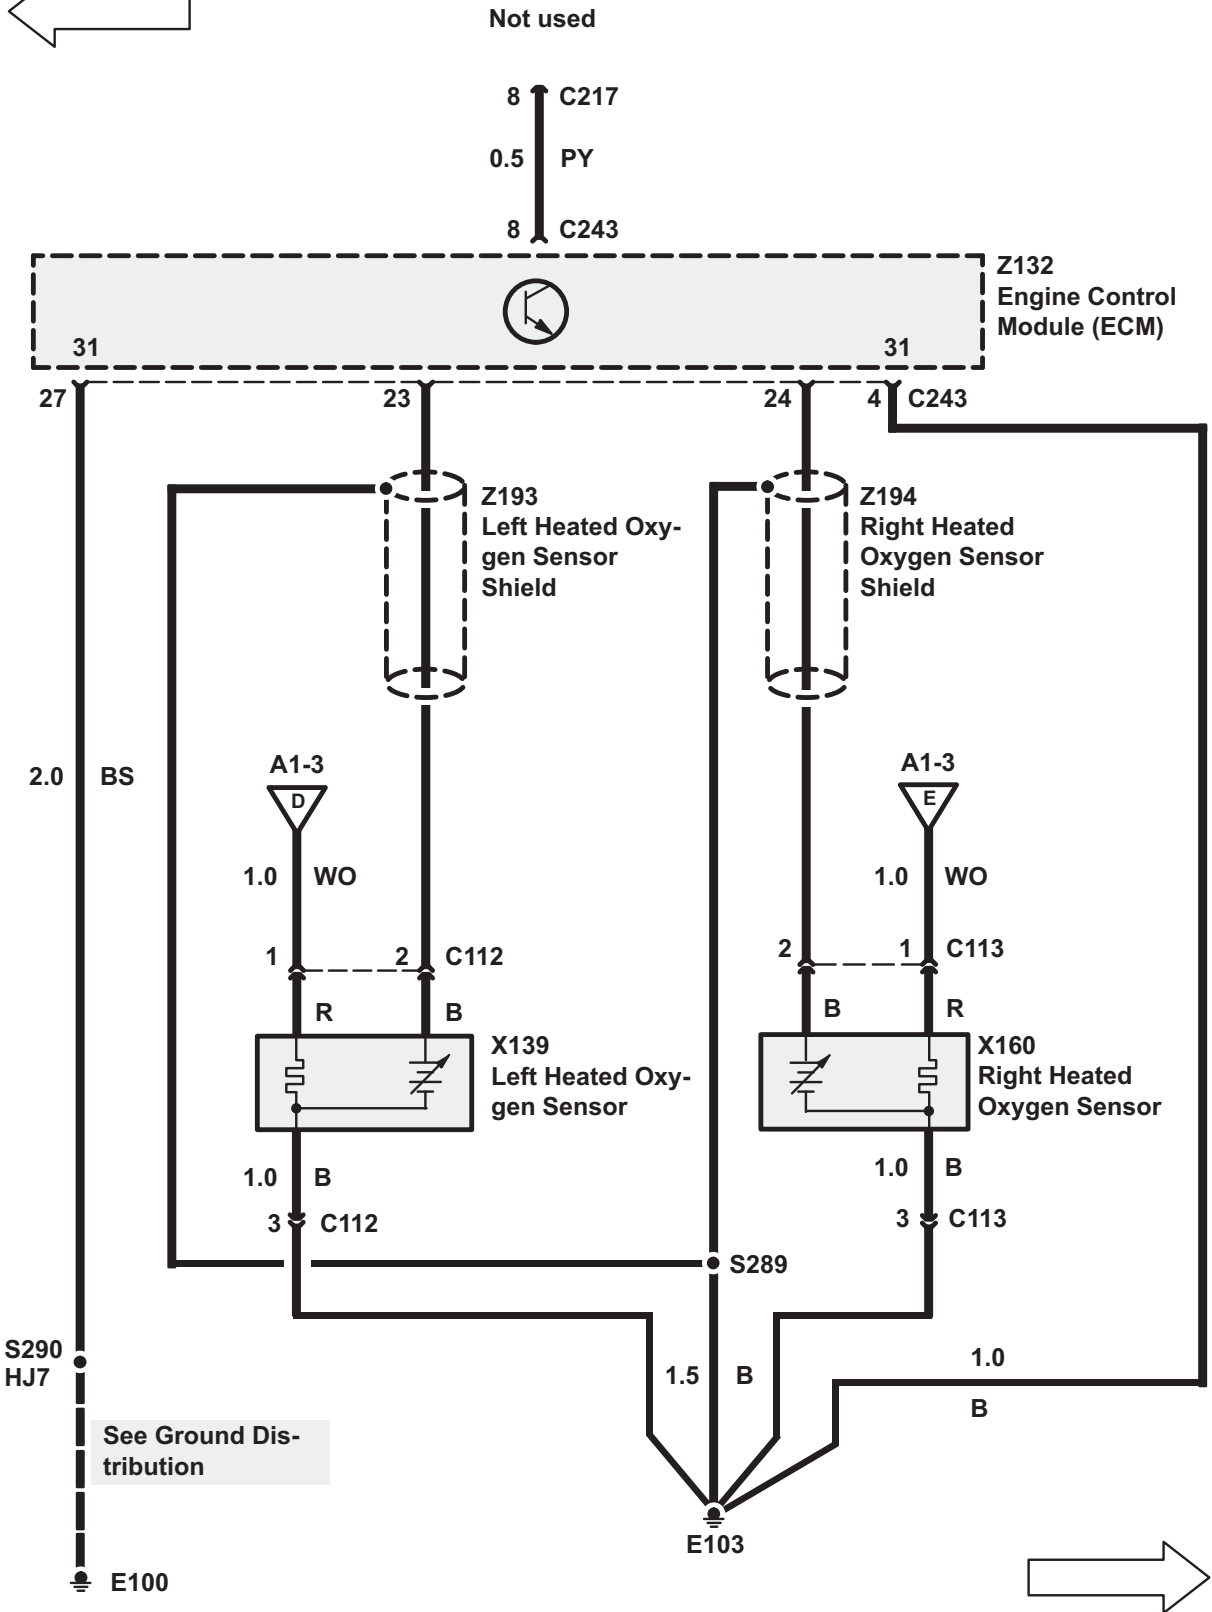 Not used
8 C217
0.5 PY
8 C243
Z132
Engine Control
Module (ECM)
31 31
27 23 24 4 C243
Z193
Left Heated Oxy-
gen Sensor
Shield
Z194
Right Heated
Oxygen Sensor
Shield
2.0 BS
A1-3
D
A1-3
E
1.0 WO
1.0 WO
1 2 C112
2 1 C113
R B
B R
X139
Left Heated Oxy-
gen Sensor
X160
Right Heated
Oxygen Sensor
1.0 B
1.0 B
3 C112
3 C113
S289
S290
HJ7
1.5 B
1.0
B
See Ground Dis-
tribution
E103
E100